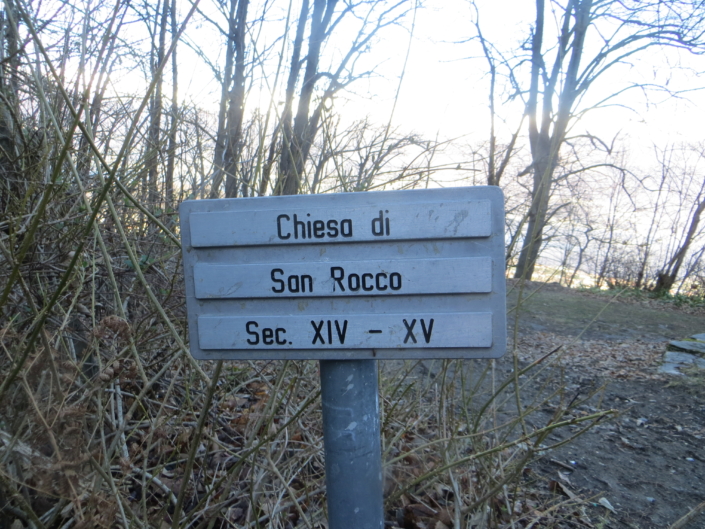 Chiesa di
San Rocco
Sec. XIV - XV